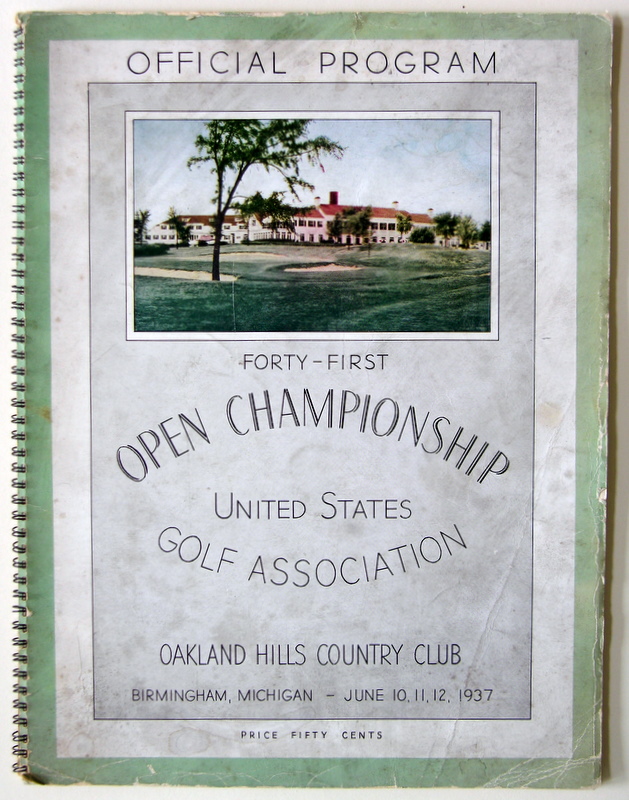 OFFICIAL PROGRAM
FORTY-FIRST
OPEN CHAMPIONSHIP
UNITED STATES
GOLF ASSOCIATION
OAKLAND HILLS COUNTRY CLUB
BIRMINGHAM, MICHIGAN - JUNE 10, 11, 12, 1937
PRICE FIFTY CENTS